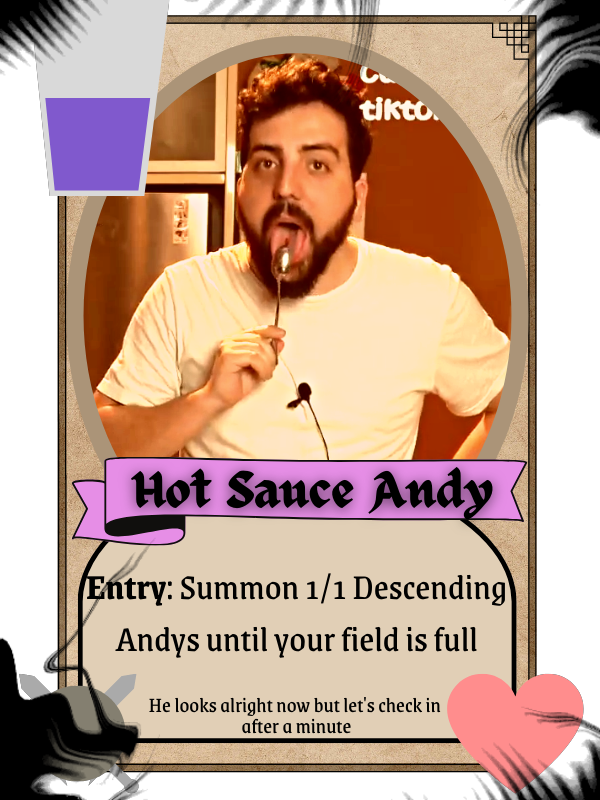 tikto
Hot Sauce Andy
Entry: Summon 1/1 Descending
Andys until your field is full
He looks alright now but let's check in
after a minute